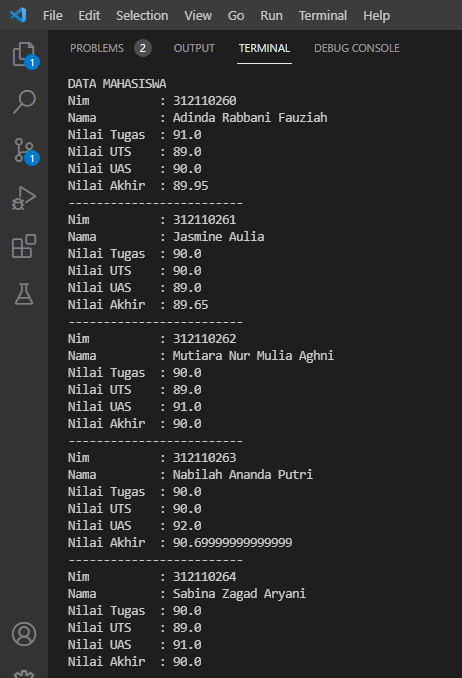 File Edit Selection View Go Run Terminal Help
PROBLEMS 2 OUTPUT TERMINAL DEBUG CONSOLE
1
1
DATA MAHASISWA
Nim : 312110260
Nama : Adinda Rabbani Fauziah
Nilai Tugas : 91.0
Nilai UTS : 89.0
Nilai UAS : 90.0
Nilai Akhir : 89.95
-------------------------
Nim : 312110261
Nama : Jasmine Aulia
Nilai Tugas : 90.0
Nilai UTS : 90.0
Nilai UAS : 89.0
Nilai Akhir : 89.65
-------------------------
Nim : 312110262
Nama : Mutiara Nur Mulia Aghni
Nilai Tugas : 90.0
Nilai UTS : 89.0
Nilai UAS : 91.0
Nilai Akhir : 90.0
-------------------------
Nim : 312110263
Nama : Nabilah Ananda Putri
Nilai Tugas : 90.0
Nilai UTS : 90.0
Nilai UAS : 92.0
Nilai Akhir : 90.69999999999999
-------------------------
Nim : 312110264
Nama : Sabina Zagad Aryani
Nilai Tugas : 90.0
Nilai UTS : 89.0
Nilai UAS : 91.0
Nilai Akhir : 90.0